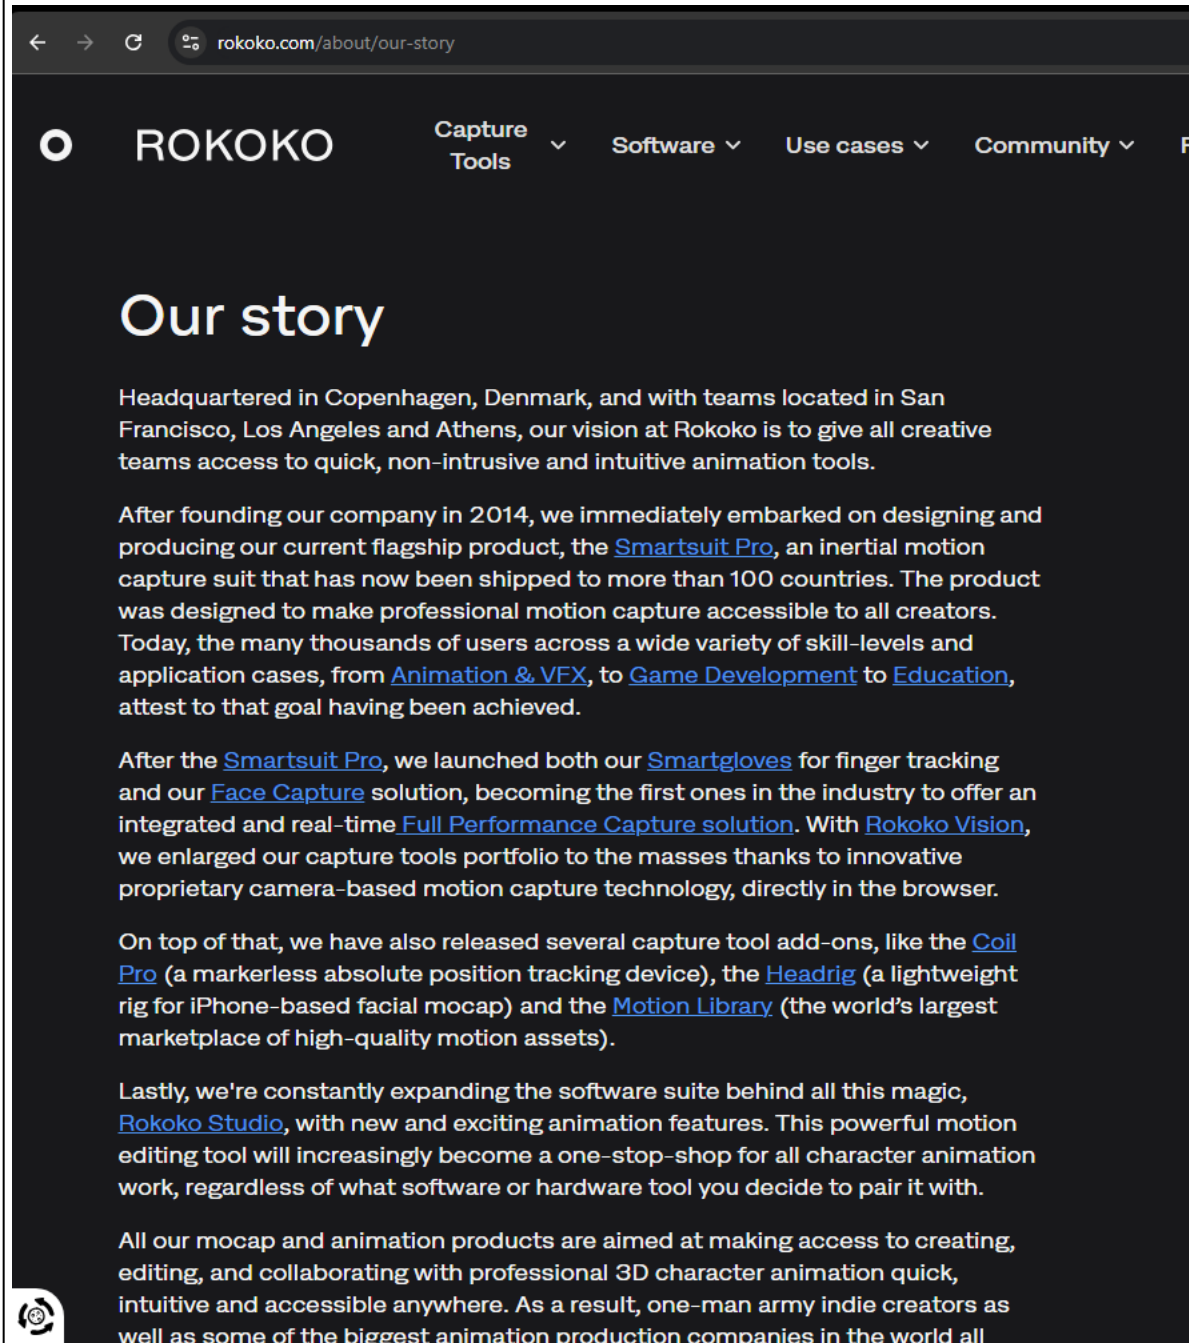 rokoko.com/about/our-story
ROKOKO
Capture
Tools
Software
Use cases
Community
Our story
Headquartered in Copenhagen, Denmark, and with teams located in San
Francisco, Los Angeles and Athens, our vision at Rokoko is to give all creative
teams access to quick, non-intrusive and intuitive animation tools.
After founding our company in 2014, we immediately embarked on designing and
producing our current flagship product, the Smartsuit Pro, an inertial motion
capture suit that has now been shipped to more than 100 countries. The product
was designed to make professional motion capture accessible to all creators.
Today, the many thousands of users across a wide variety of skill-levels and
application cases, from Animation & VFX, to Game Development to Education,
attest to that goal having been achieved.
After the Smartsuit Pro, we launched both our Smartgloves for finger tracking
and our Face Capture solution, becoming the first ones in the industry to offer an
integrated and real-time Full Performance Capture solution. With Rokoko Vision,
we enlarged our capture tools portfolio to the masses thanks to innovative
proprietary camera-based motion capture technology, directly in the browser.
On top of that, we have also released several capture tool add-ons, like the Coil
Pro (a markerless absolute position tracking device), the Headrig (a lightweight
rig for iPhone-based facial mocap) and the Motion Library (the world’s largest
marketplace of high-quality motion assets).
Lastly, we're constantly expanding the software suite behind all this magic,
Rokoko Studio, with new and exciting animation features. This powerful motion
editing tool will increasingly become a one-stop-shop for all character animation
work, regardless of what software or hardware tool you decide to pair it with.
All our mocap and animation products are aimed at making access to creating,
editing, and collaborating with professional 3D character animation quick,
intuitive and accessible anywhere. As a result, one-man army indie creators as
well as some of the biggest animation production companies in the world all